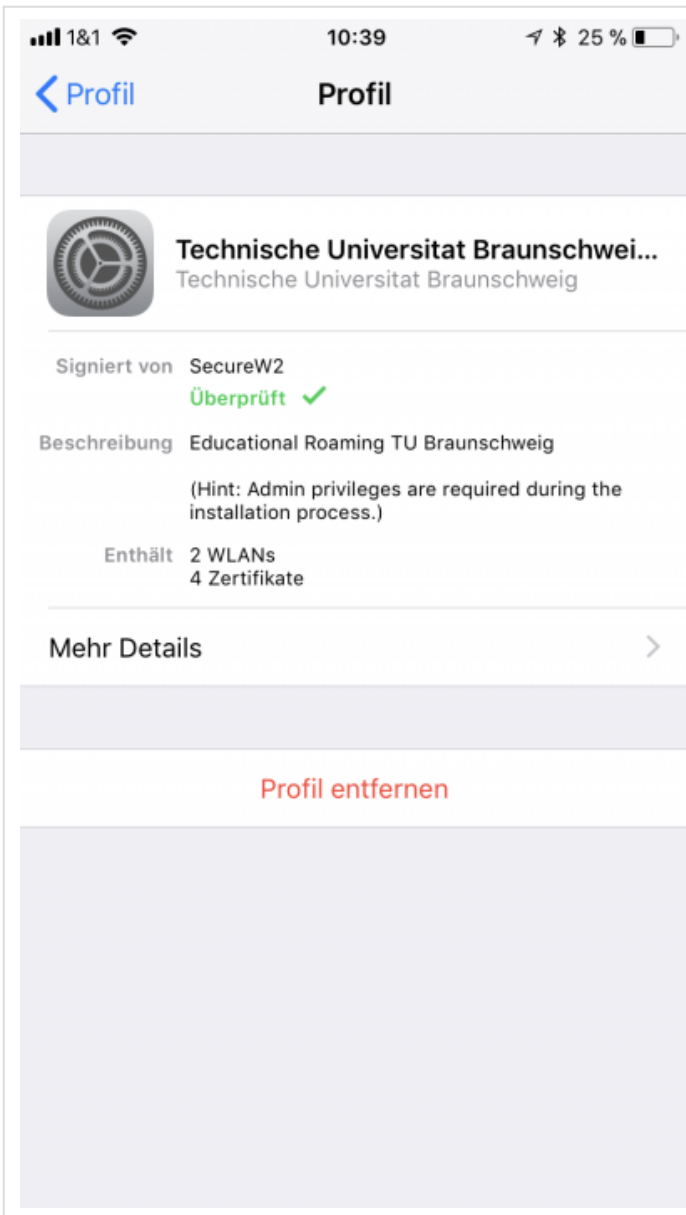 1&1 10:39 25 %
Profil Profil
Technische Universitat Braunschwei...
Technische Universitat Braunschweig
Signiert von SecureW2
Überprüft
Beschreibung Educational Roaming TU Braunschweig
(Hint: Admin privileges are required during the
installation process.)
Enthält 2 WLANs
4 Zertifikate
Mehr Details
Profil entfernen